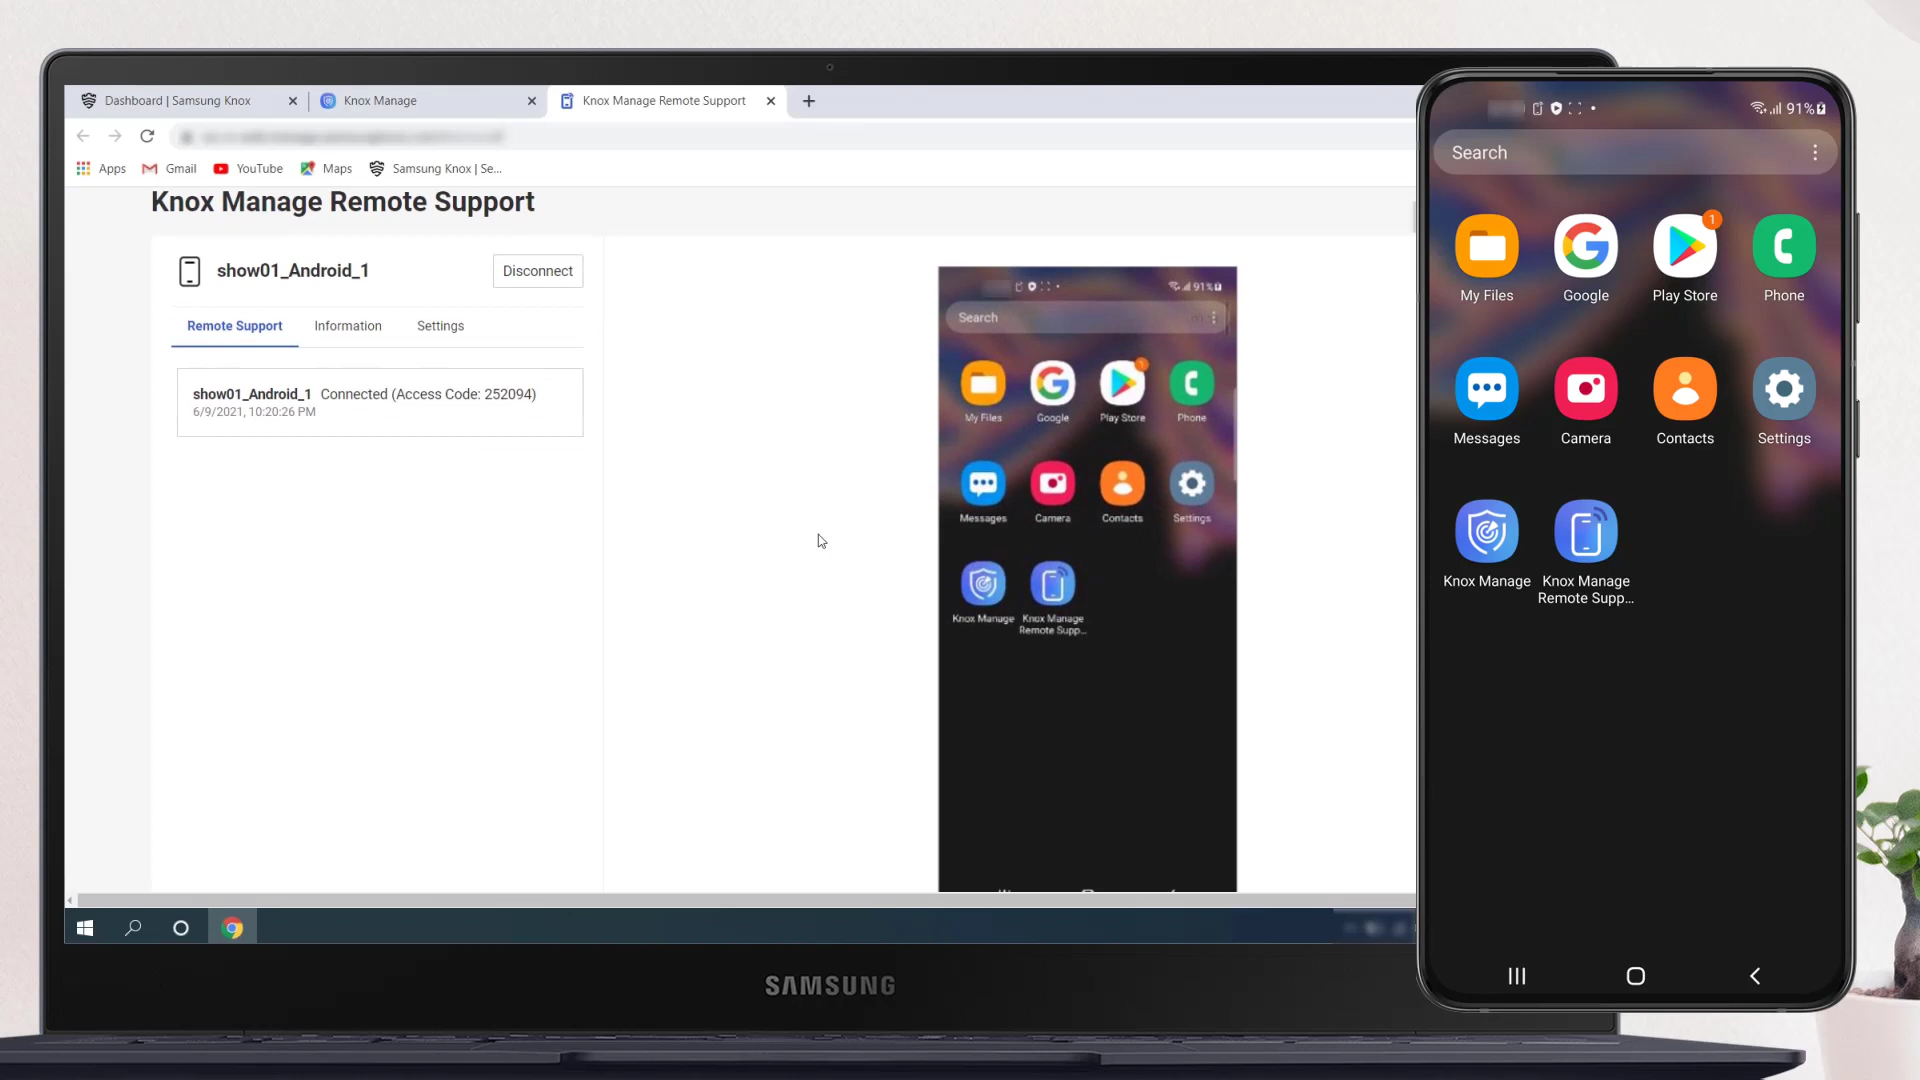 Dashboard | Samsung Knox
Knox Manage
Knox Manage Remote Support
Apps
Gmail
YouTube
Maps
Samsung Knox | Se...
Knox Manage Remote Support
show01_Android_1
Disconnect
Remote Support
Information
Settings
show01_Android_1 Connected (Access Code: 252094)
6/9/2021, 10:20:26 PM
91%
Search
My Files
Google
Play Store
Phone
Messages
Camera
Contacts
Settings
Knox Manage
Knox Manage
Remote Supp...
SAMSUNG
91%
Search
1
My Files
Google
Play Store
Phone
Messages
Camera
Contacts
Settings
Knox Manage
Knox Manage
Remote Supp...